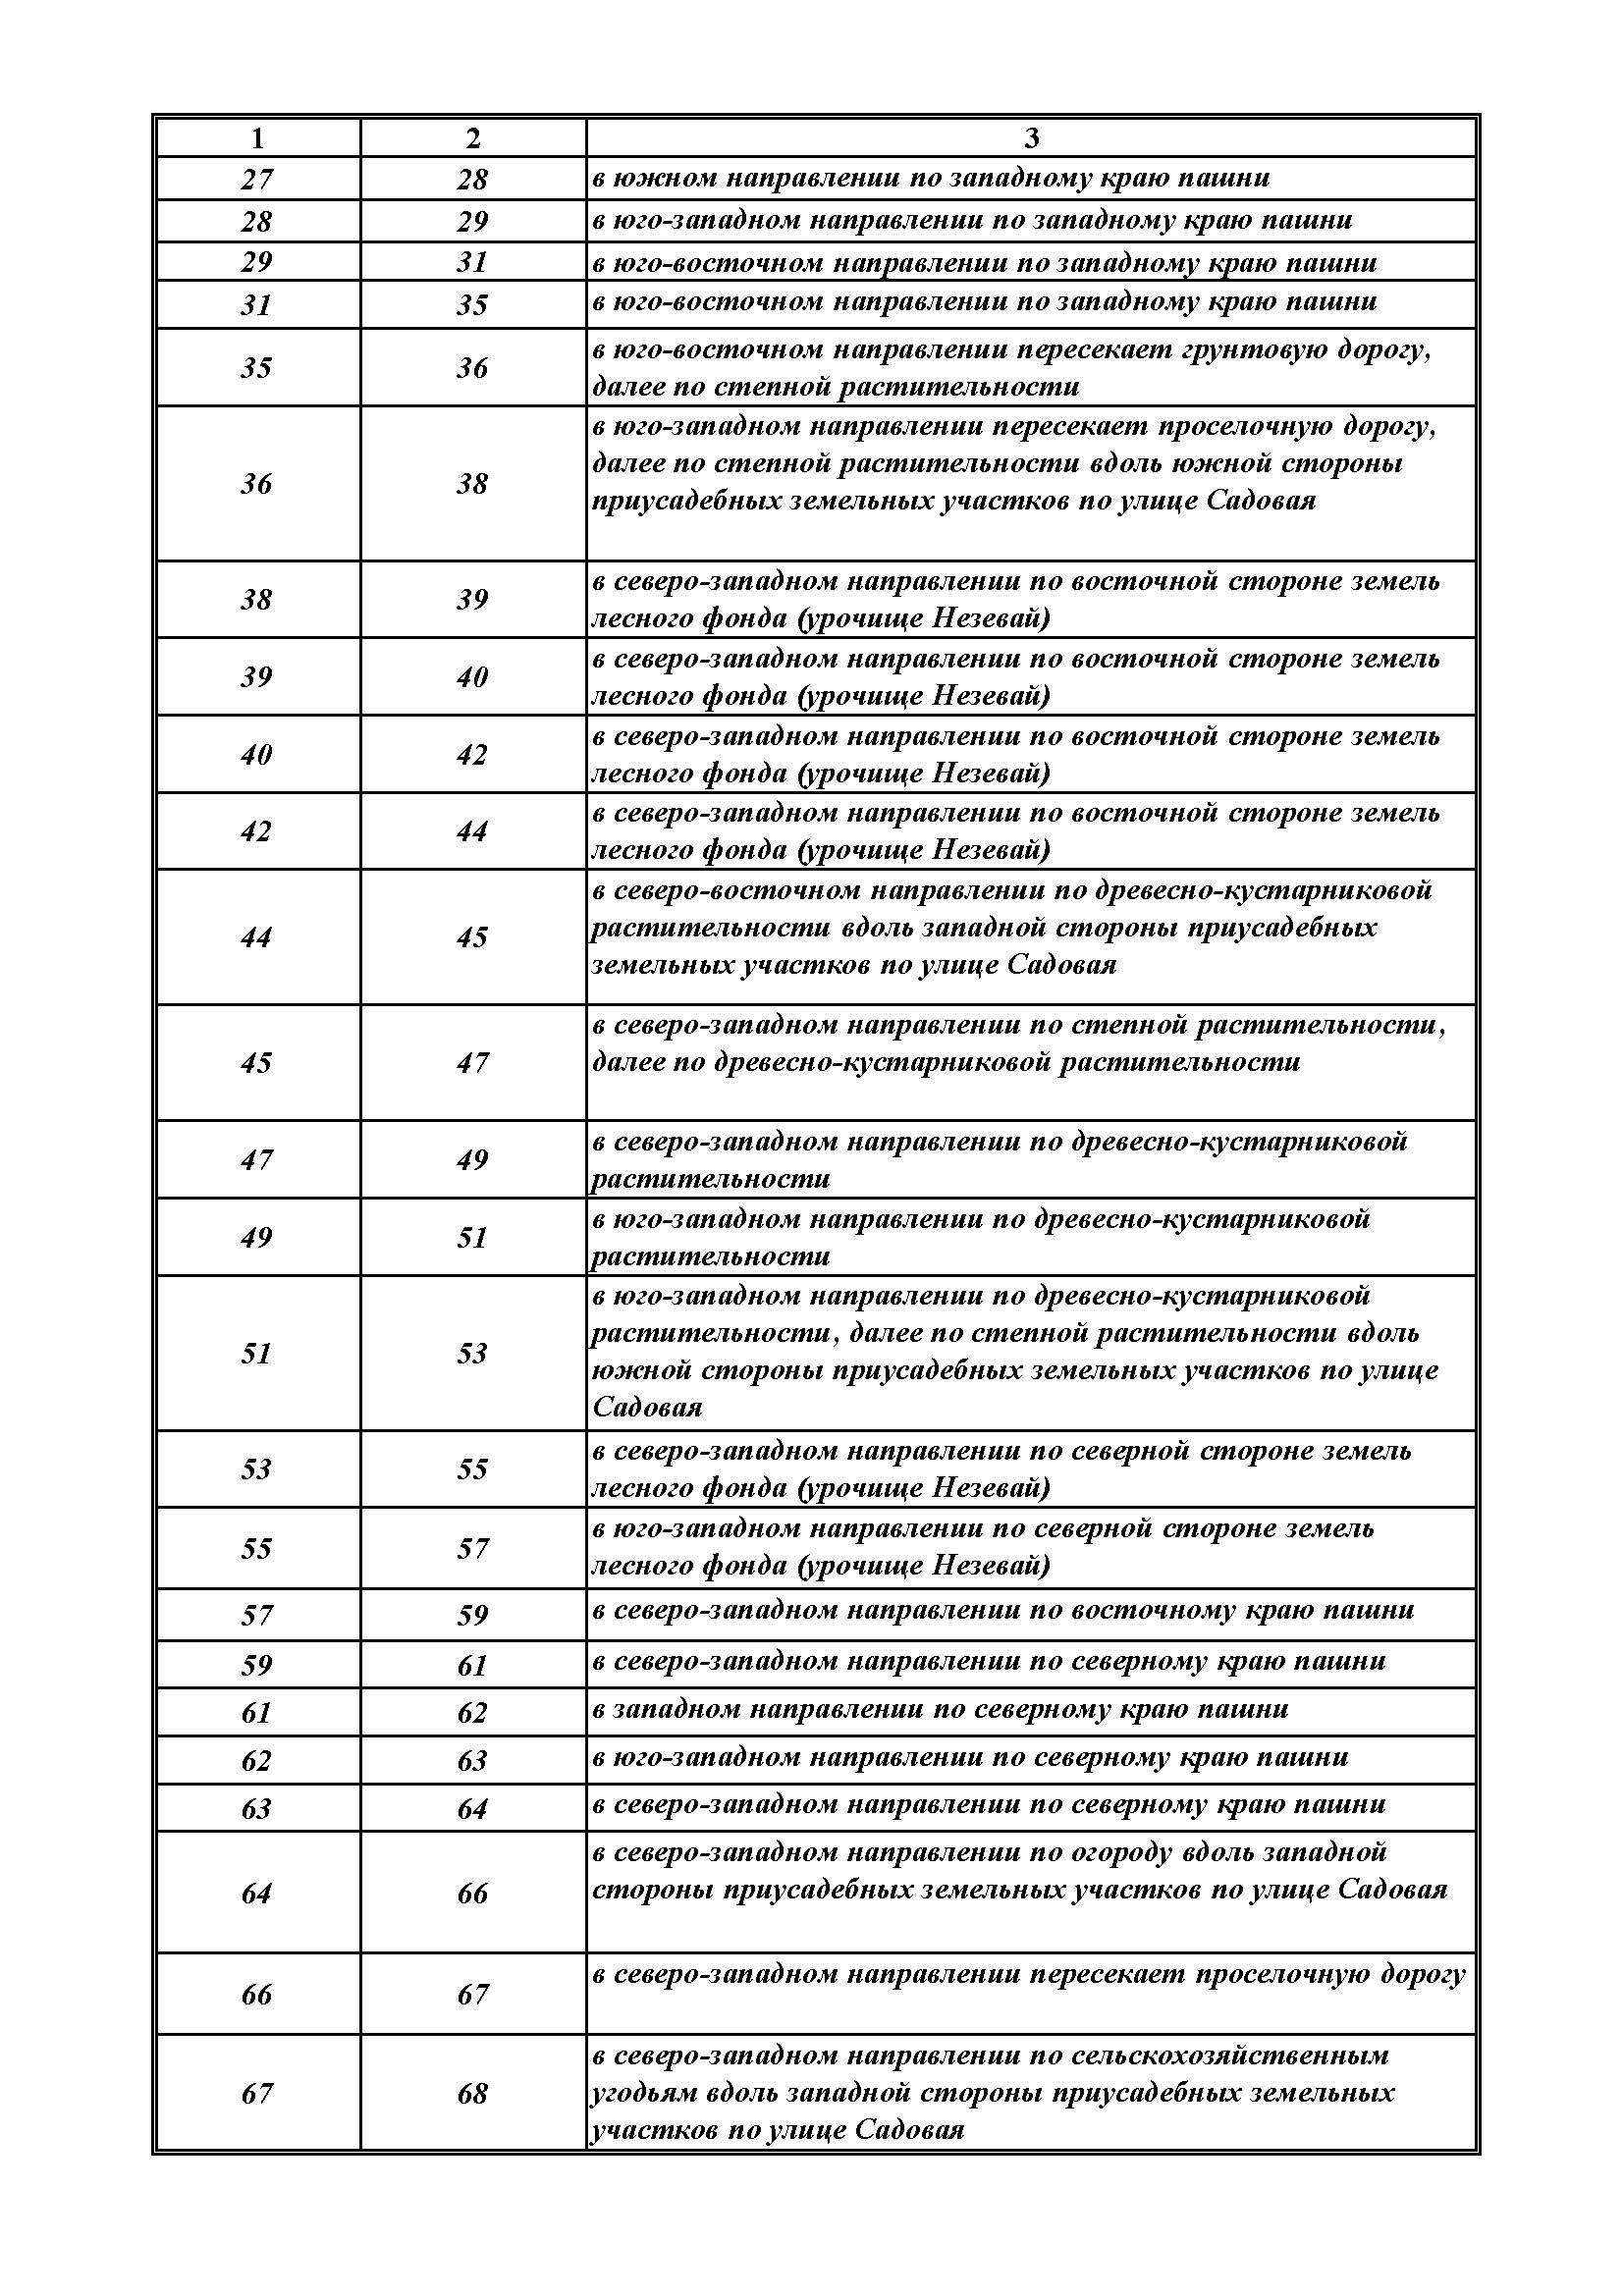 1 2 3
27 28 в южном направлении по западному краю пашни
28 29 в юго-западном направлении по западному краю пашни
29 31 в юго-восточном направлении по западному краю пашни
31 35 в юго-восточном направлении по западному краю пашни
35 36 в юго-восточном направлении пересекает грунтовую дорогу,
далее по степной растительности
36 38 в юго-западном направлении пересекает проселочную дорогу,
далее по степной растительности вдоль южной стороны
приусадебных земельных участков по улице Садовая
38 39 в северо-западном направлении по восточной стороне земель
лесного фонда (урочище Незевай)
39 40 в северо-западном направлении по восточной стороне земель
лесного фонда (урочище Незевай)
40 42 в северо-западном направлении по восточной стороне земель
лесного фонда (урочище Незевай)
42 44 в северо-западном направлении по восточной стороне земель
лесного фонда (урочище Незевай)
44 45 в северо-восточном направлении по древесно-кустарниковой
растительности вдоль западной стороны приусадебных
земельных участков по улице Садовая
45 47 в северо-западном направлении по степной растительности,
далее по древесно-кустарниковой растительности
47 49 в северо-западном направлении по древесно-кустарниковой
растительности
49 51 в юго-западном направлении по древесно-кустарниковой
растительности
51 53 в юго-западном направлении по древесно-кустарниковой
растительности, далее по степной растительности вдоль
южной стороны приусадебных земельных участков по улице
Садовая
53 55 в северо-западном направлении по северной стороне земель
лесного фонда (урочище Незевай)
55 57 в юго-западном направлении по северной стороне земель
лесного фонда (урочище Незевай)
57 59 в северо-западном направлении по восточному краю пашни
59 61 в северо-западном направлении по северному краю пашни
61 62 в западном направлении по северному краю пашни
62 63 в юго-западном направлении по северному краю пашни
63 64 в северо-западном направлении по северному краю пашни
64 66 в северо-западном направлении по огороду вдоль западной
стороны приусадебных земельных участков по улице Садовая
66 67 в северо-западном направлении пересекает проселочную дорогу
67 68 в северо-западном направлении по сельскохозяйственным
угодьям вдоль западной стороны приусадебных земельных
участков по улице Садовая